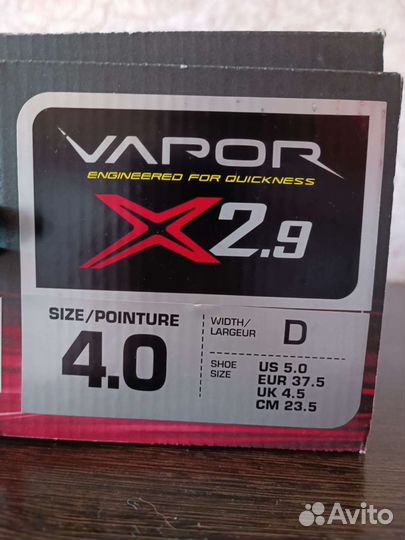 VAPOR
ENGINEERED FOR QUICKNESS
X2.9
SIZE/POINTURE
4.0
WIDTH/
LARGEUR
D
SHOE
SIZE
US 5.0
EUR 37.5
UK 4.5
CM 23.5
Avito